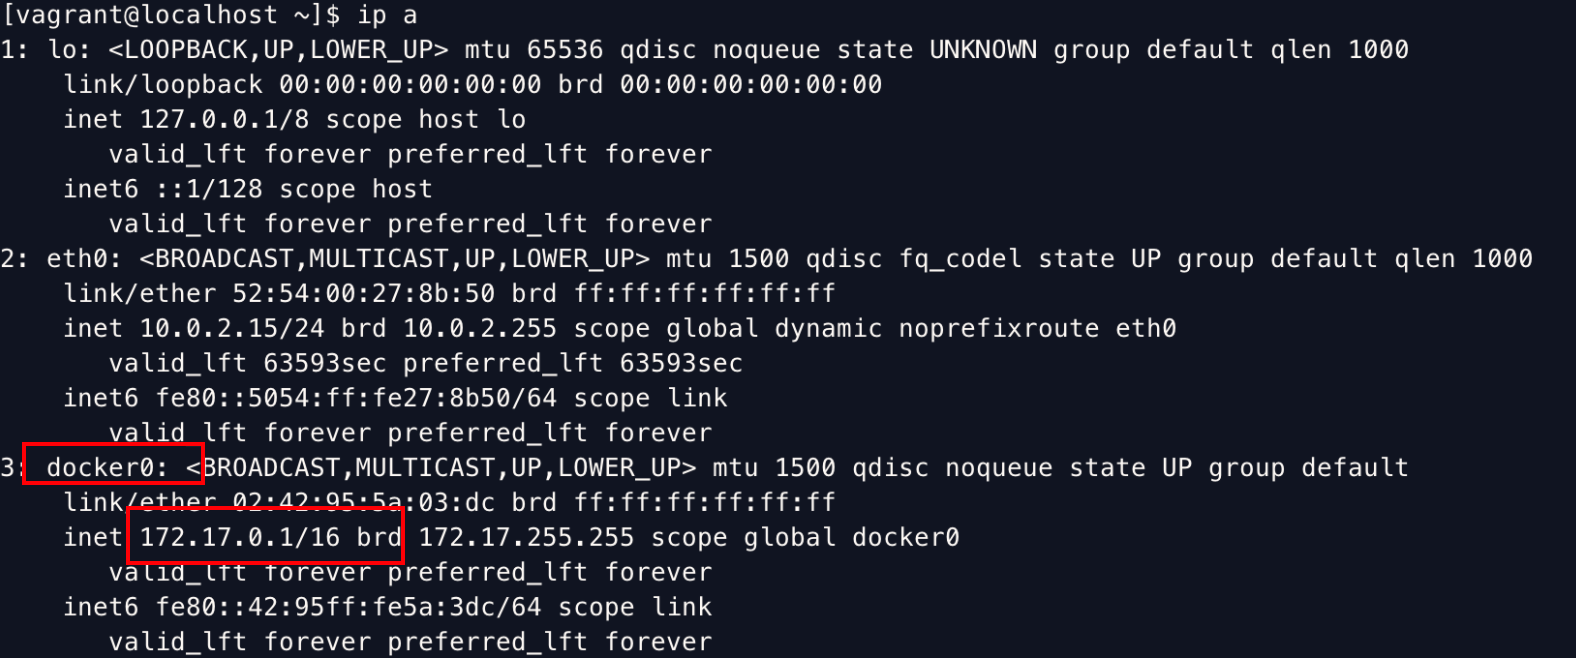 [vagrant@localhost ~]$ ip a
1: lo: <LOOPBACK,UP,LOWER_UP> mtu 65536 qdisc noqueue state UNKNOWN group default qlen 1000
link/loopback 00:00:00:00:00:00 brd 00:00:00:00:00:00
inet 127.0.0.1/8 scope host lo
valid_lft forever preferred_lft forever
inet6 ::1/128 scope host
valid_lft forever preferred_lft forever
2: eth0: <BROADCAST,MULTICAST,UP,LOWER_UP> mtu 1500 qdisc fq_codel state UP group default qlen 1000
link/ether 52:54:00:27:8b:50 brd ff:ff:ff:ff:ff:ff
inet 10.0.2.15/24 brd 10.0.2.255 scope global dynamic noprefixroute eth0
valid_lft 63593sec preferred_lft 63593sec
inet6 fe80::5054:ff:fe27:8b50/64 scope link
valid_lft forever preferred_lft forever
3: docker0: <BROADCAST,MULTICAST,UP,LOWER_UP> mtu 1500 qdisc noqueue state UP group default
link/ether 02:42:95:5a:03:dc brd ff:ff:ff:ff:ff:ff
inet 172.17.0.1/16 brd 172.17.255.255 scope global docker0
valid_lft forever preferred_lft forever
inet6 fe80::42:95ff:fe5a:3dc/64 scope link
valid_lft forever preferred_lft forever